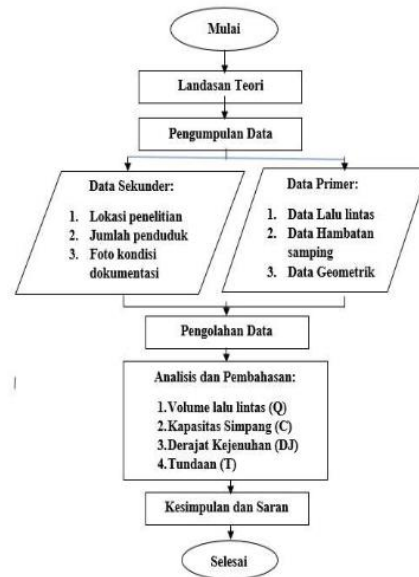 Mulai
Landasan Teori
Pengumpulan Data
Data Sekunder:
1. Lokasi penelitian
2. Jumlah penduduk
3. Foto kondisi
dokumentasi
Data Primer:
1. Data Lalu lintas
2. Data Hambatan
samping
3. Data Geometrik
Pengolahan Data
Analisis dan Pembahasan:
1.Volume lalu lintas (Q)
2.Kapasitas Simpang (C)
3.Derajat Kejenuhan (DJ)
4.Tundaan (T)
Kesimpulan dan Saran
Selesai